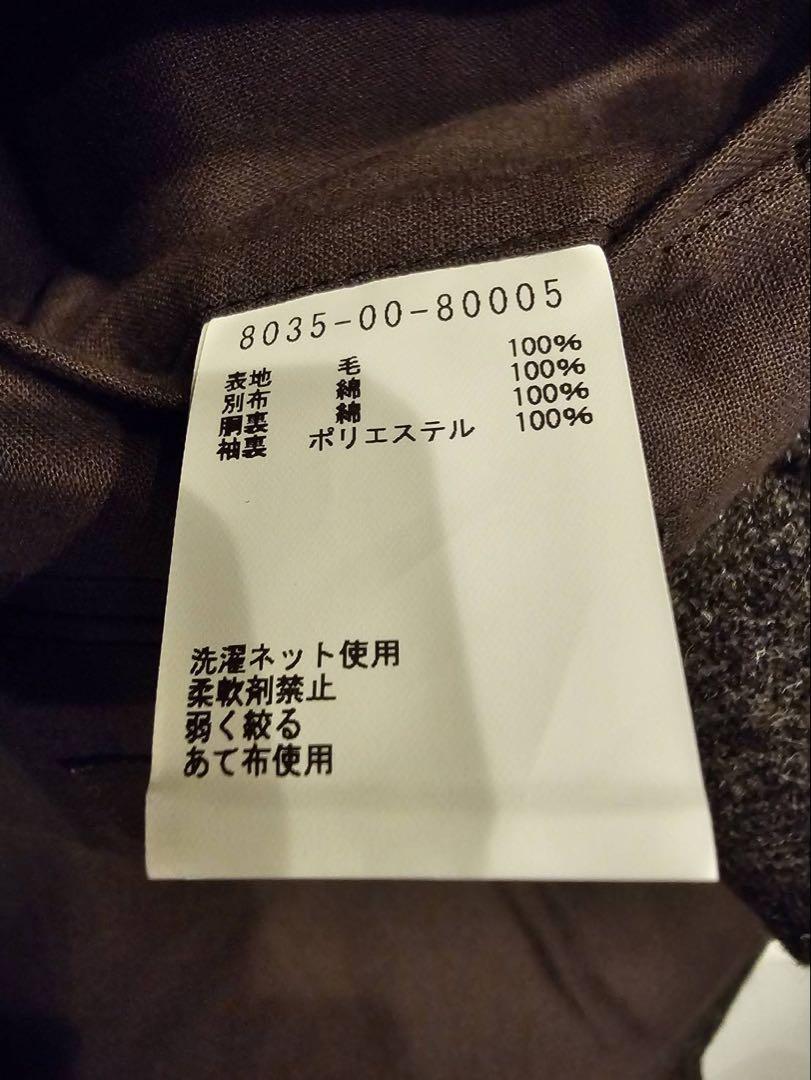 8035-00-80005
表地 毛 100%
別布 綿 100%
胴裏 綿 100%
袖裏 ポリエステル 100%
洗濯ネット使用
柔軟剤禁止
弱く絞る
あて布使用